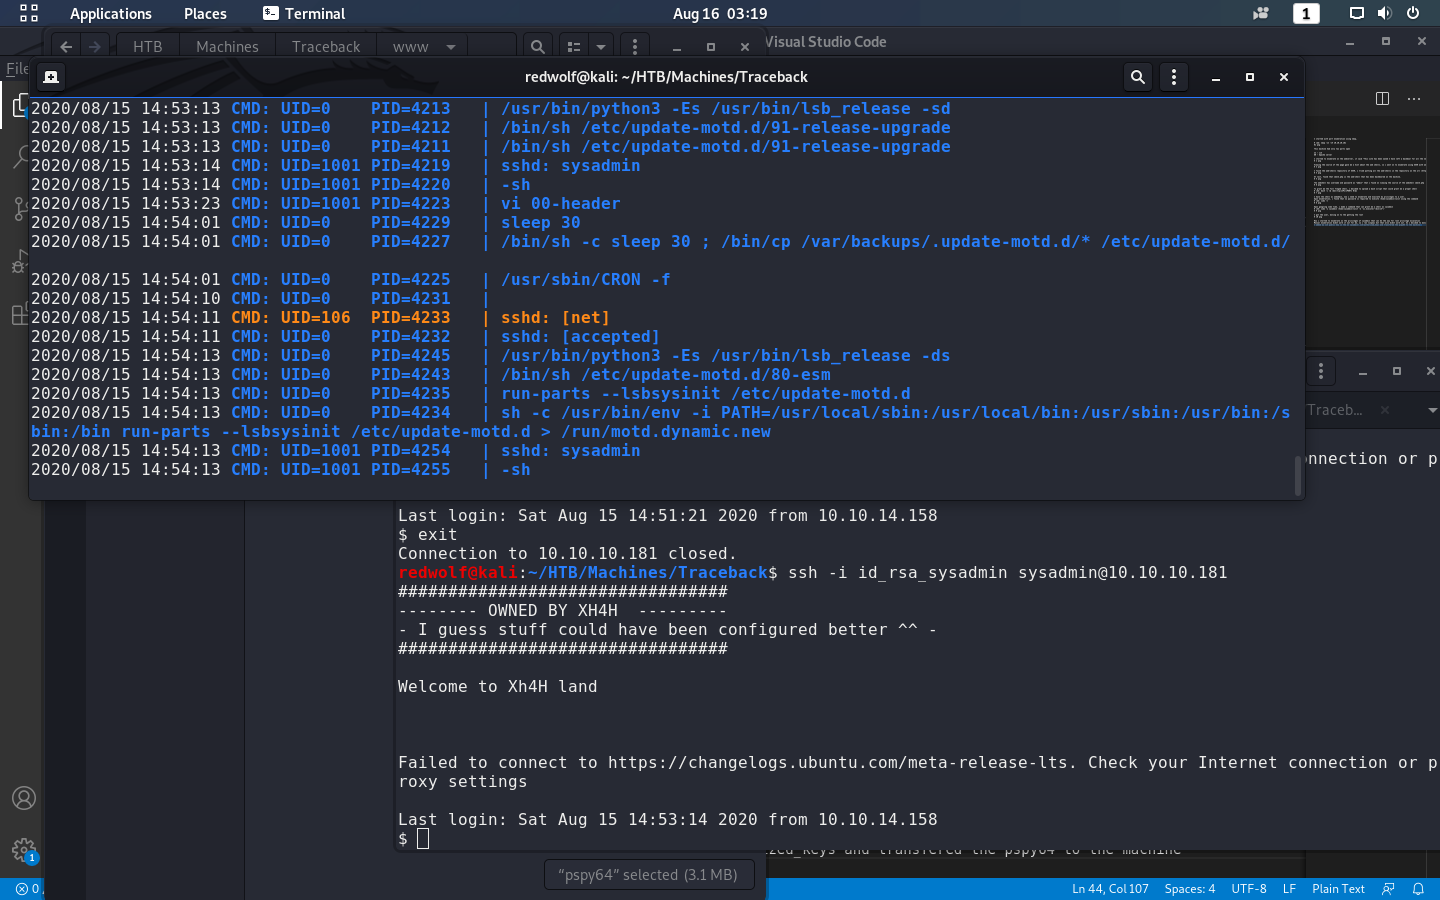 Applications Places Terminal Aug 16 03:19 1
HTB Machines Traceback www
Visual Studio Code
File
redwolf@kali: ~/HTB/Machines/Traceback
2020/08/15 14:53:13 CMD: UID=0 PID=4213 | /usr/bin/python3 -Es /usr/bin/lsb_release -sd
2020/08/15 14:53:13 CMD: UID=0 PID=4212 | /bin/sh /etc/update-motd.d/91-release-upgrade
2020/08/15 14:53:13 CMD: UID=0 PID=4211 | /bin/sh /etc/update-motd.d/91-release-upgrade
2020/08/15 14:53:14 CMD: UID=1001 PID=4219 | sshd: sysadmin
2020/08/15 14:53:14 CMD: UID=1001 PID=4220 | -sh
2020/08/15 14:53:23 CMD: UID=1001 PID=4223 | vi 00-header
2020/08/15 14:54:01 CMD: UID=0 PID=4229 | sleep 30
2020/08/15 14:54:01 CMD: UID=0 PID=4227 | /bin/sh -c sleep 30 ; /bin/cp /var/backups/.update-motd.d/* /etc/update-motd.d/
2020/08/15 14:54:01 CMD: UID=0 PID=4225 | /usr/sbin/CRON -f
2020/08/15 14:54:10 CMD: UID=0 PID=4231 |
2020/08/15 14:54:11 CMD: UID=106 PID=4233 | sshd: [net]
2020/08/15 14:54:11 CMD: UID=0 PID=4232 | sshd: [accepted]
2020/08/15 14:54:13 CMD: UID=0 PID=4245 | /usr/bin/python3 -Es /usr/bin/lsb_release -ds
2020/08/15 14:54:13 CMD: UID=0 PID=4243 | /bin/sh /etc/update-motd.d/80-esm
2020/08/15 14:54:13 CMD: UID=0 PID=4235 | run-parts --lsbsysinit /etc/update-motd.d
2020/08/15 14:54:13 CMD: UID=0 PID=4234 | sh -c /usr/bin/env -i PATH=/usr/local/sbin:/usr/local/bin:/usr/sbin:/usr/bin:/s
bin:/bin run-parts --lsbsysinit /etc/update-motd.d > /run/motd.dynamic.new
2020/08/15 14:54:13 CMD: UID=1001 PID=4254 | sshd: sysadmin
2020/08/15 14:54:13 CMD: UID=1001 PID=4255 | -sh
Traceb...
onnection or p
Last login: Sat Aug 15 14:51:21 2020 from 10.10.14.158
$ exit
Connection to 10.10.10.181 closed.
redwolf@kali:~/HTB/Machines/Traceback$ ssh -i id_rsa_sysadmin sysadmin@10.10.10.181
#################################
-------- OWNED BY XH4H  ---------
- I guess stuff could have been configured better ^^ -
#################################
Welcome to Xh4H land
Failed to connect to https://changelogs.ubuntu.com/meta-release-lts. Check your Internet connection or p
roxy settings
Last login: Sat Aug 15 14:53:14 2020 from 10.10.14.158
$
ized_keys and transferred the pspy64 to the machine
"pspy64" selected (3.1 MB)
1
0 Ln 44, Col 107 Spaces: 4 UTF-8 LF Plain Text